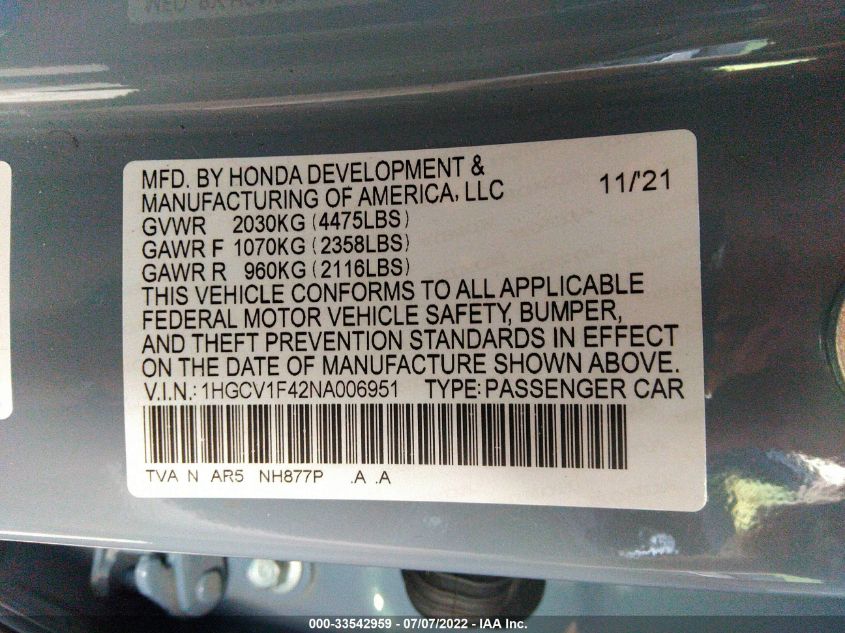 MFD. BY HONDA DEVELOPMENT &
MANUFACTURING OF AMERICA, LLC 11/'21
GVWR 2030KG (4475LBS)
GAWR F 1070KG (2358LBS)
GAWR R 960KG (2116LBS)
THIS VEHICLE CONFORMS TO ALL APPLICABLE
FEDERAL MOTOR VEHICLE SAFETY, BUMPER,
AND THEFT PREVENTION STANDARDS IN EFFECT
ON THE DATE OF MANUFACTURE SHOWN ABOVE.
V.I.N.: 1HGCV1F42NA006951 TYPE: PASSENGER CAR
TVA N AR5 NH877P .A .A
000-33542959 - 07/07/2022 - IAA Inc.